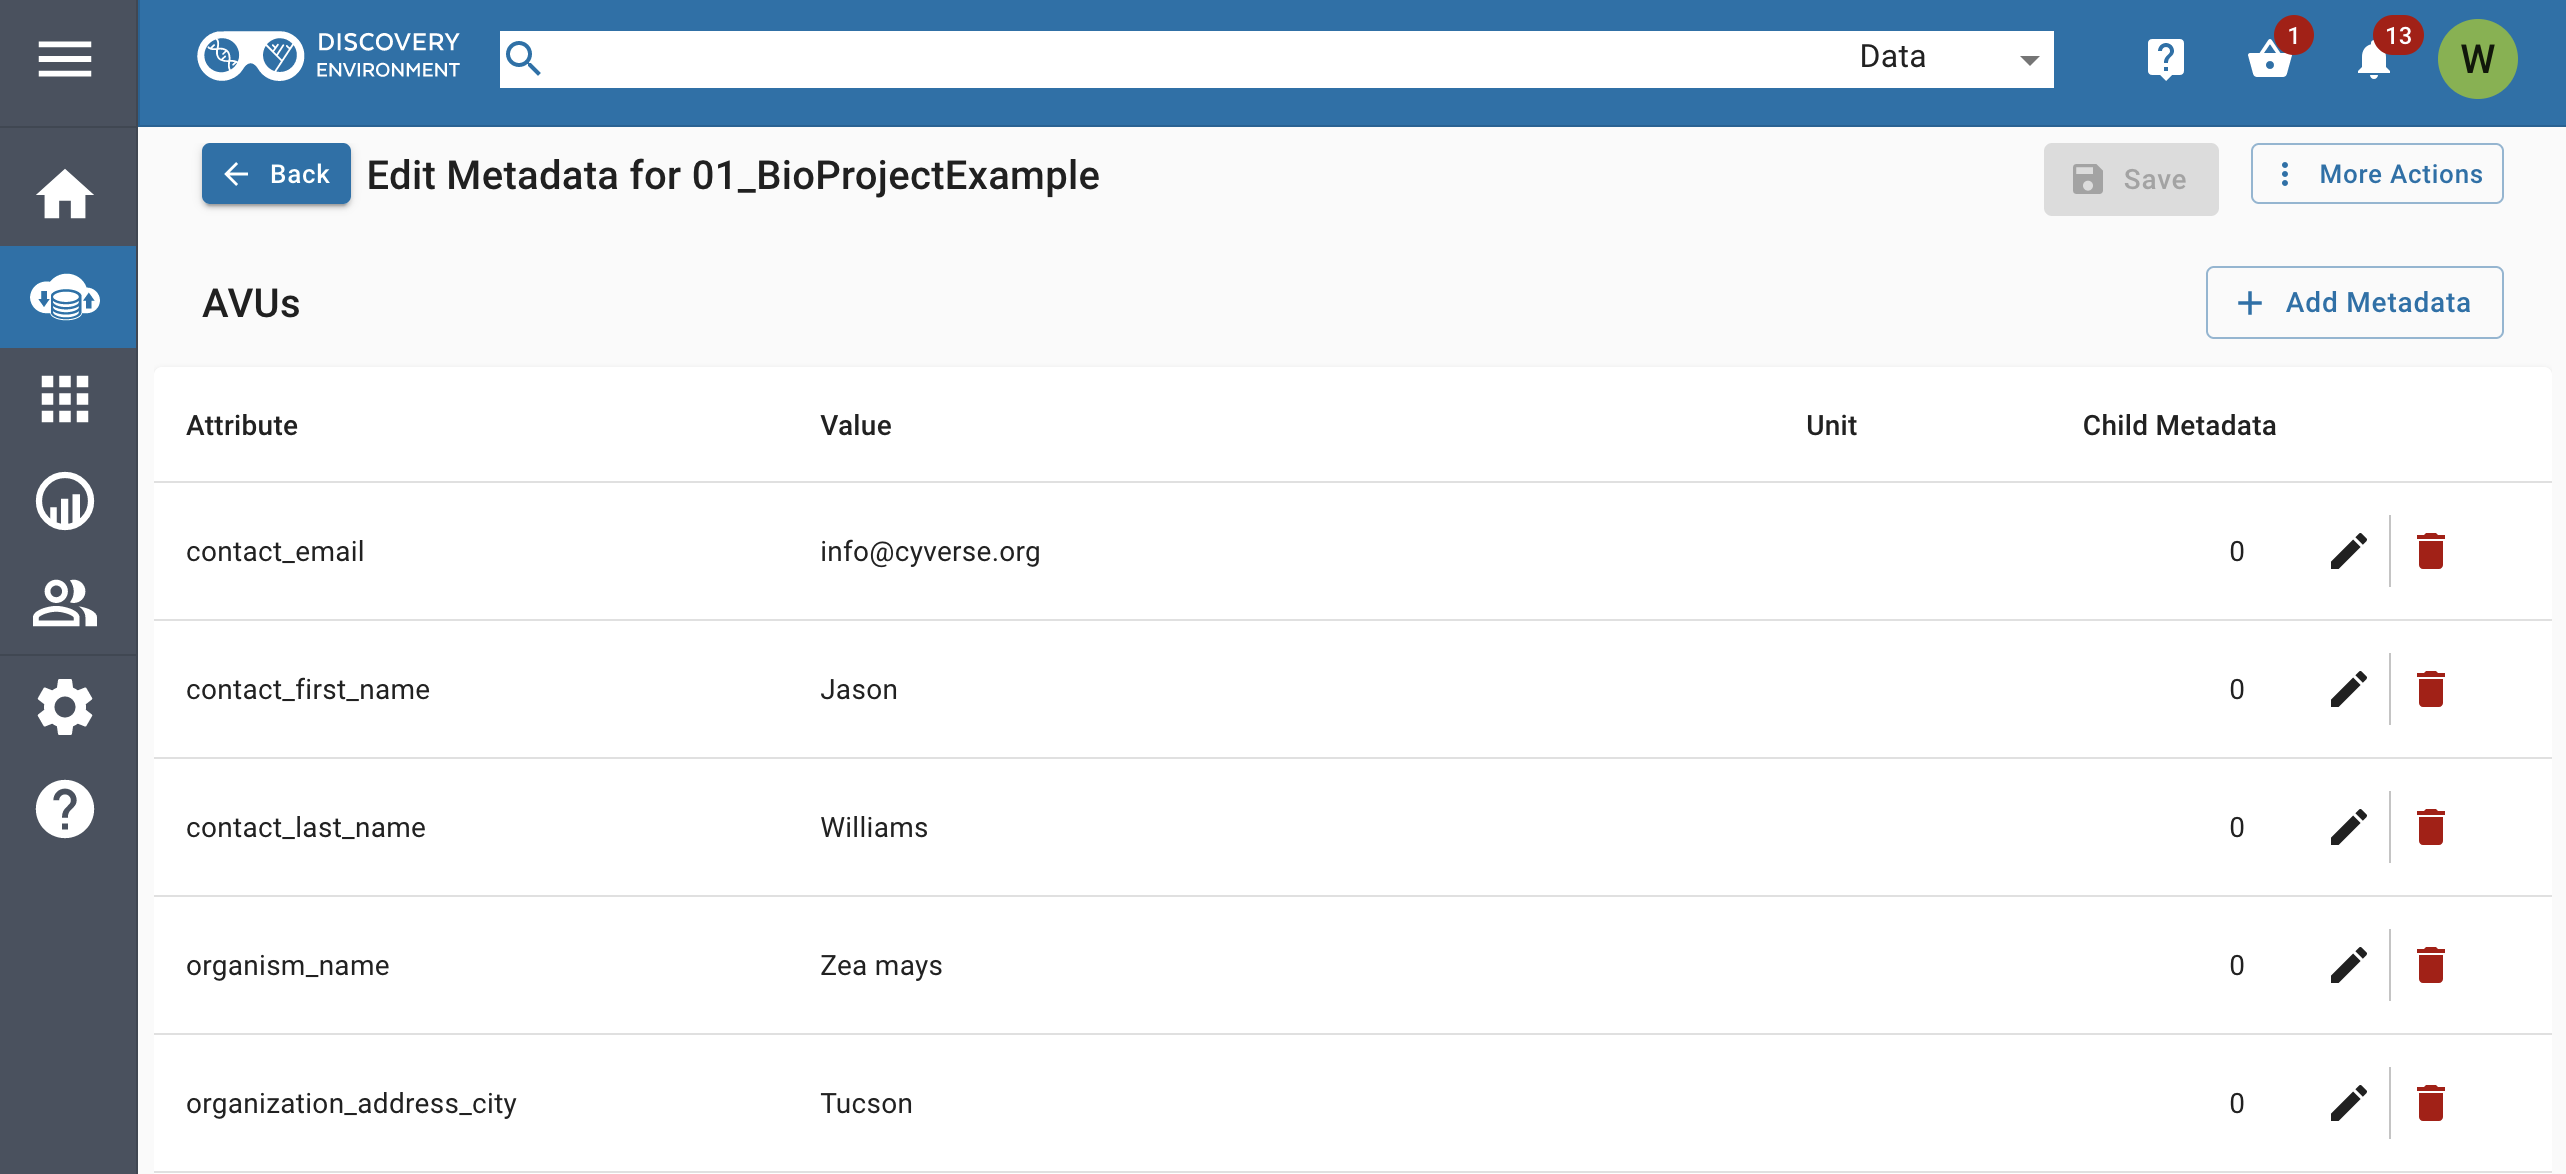 DISCOVERY
ENVIRONMENT
Data
1
13
W
Back
Edit Metadata for 01_BioProjectExample
Save
More Actions
AVUs
Add Metadata
Attribute Value Unit Child Metadata
contact_email info@cyverse.org 0
contact_first_name Jason 0
contact_last_name Williams 0
organism_name Zea mays 0
organization_address_city Tucson 0